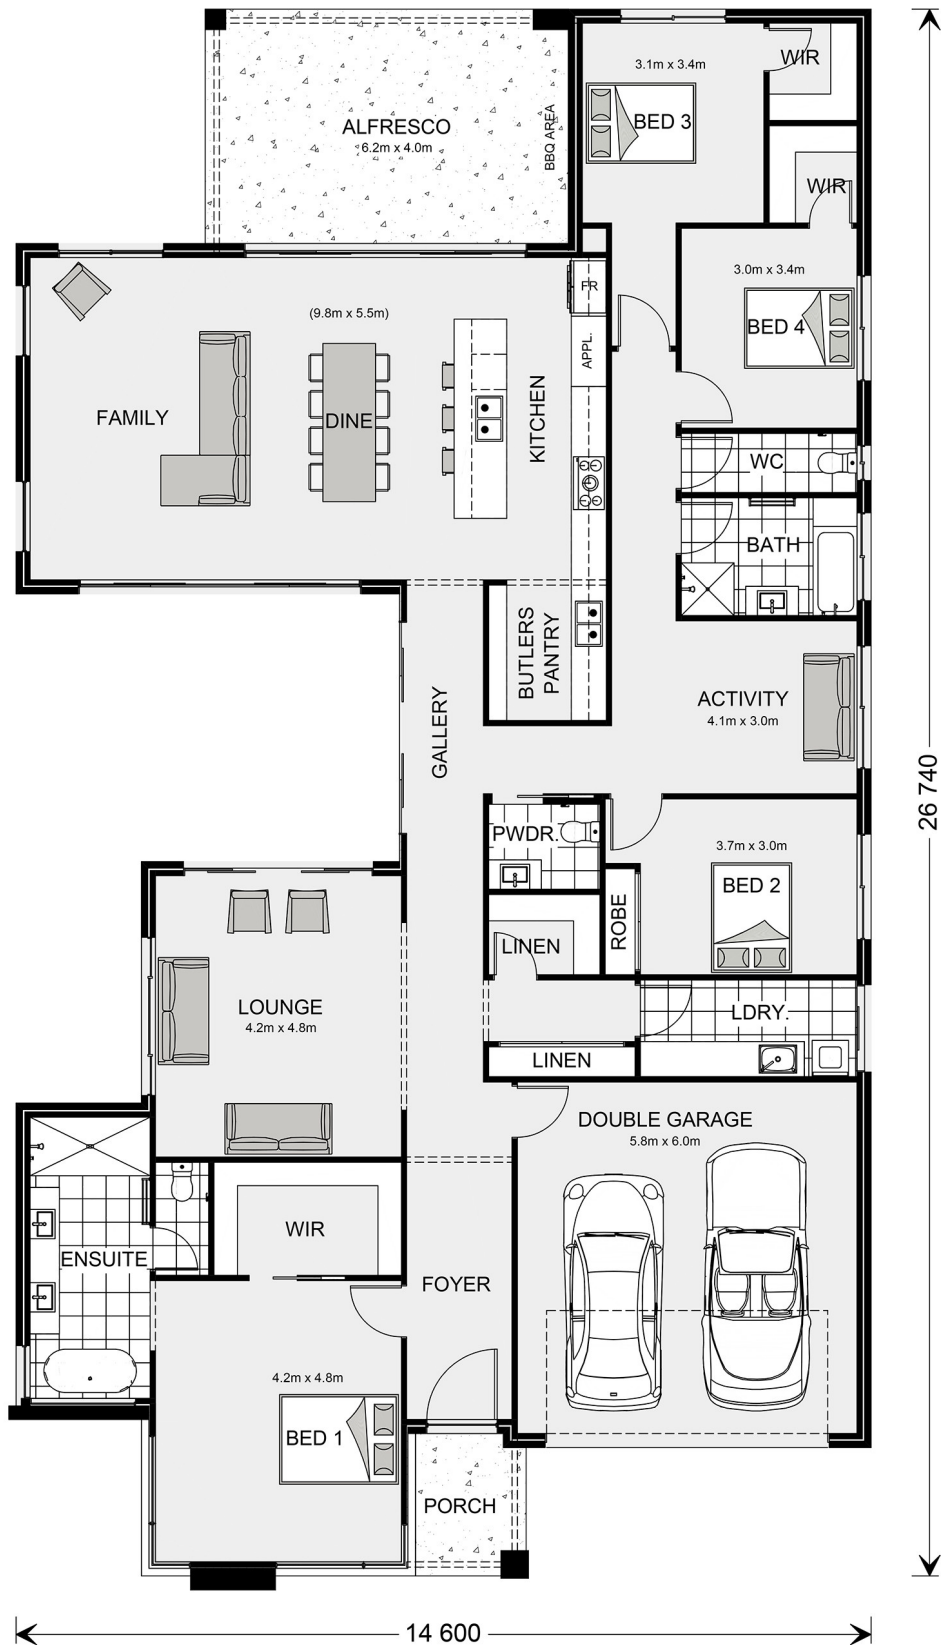 WIR
3.1m x 3.4m
BED 3
ALFRESCO
6.2m x 4.0m
BBQ AREA
WIR
3.0m x 3.4m
BED 4
FR
(9.8m x 5.5m)
APPL.
FAMILY
DINE
KITCHEN
WC
BATH
BUTLERS
PANTRY
GALLERY
ACTIVITY
4.1m x 3.0m
26 740
PWDR.
3.7m x 3.0m
BED 2
ROBE
LINEN
LOUNGE
4.2m x 4.8m
LDRY.
LINEN
DOUBLE GARAGE
5.8m x 6.0m
WIR
ENSUITE
FOYER
4.2m x 4.8m
BED 1
PORCH
14 600